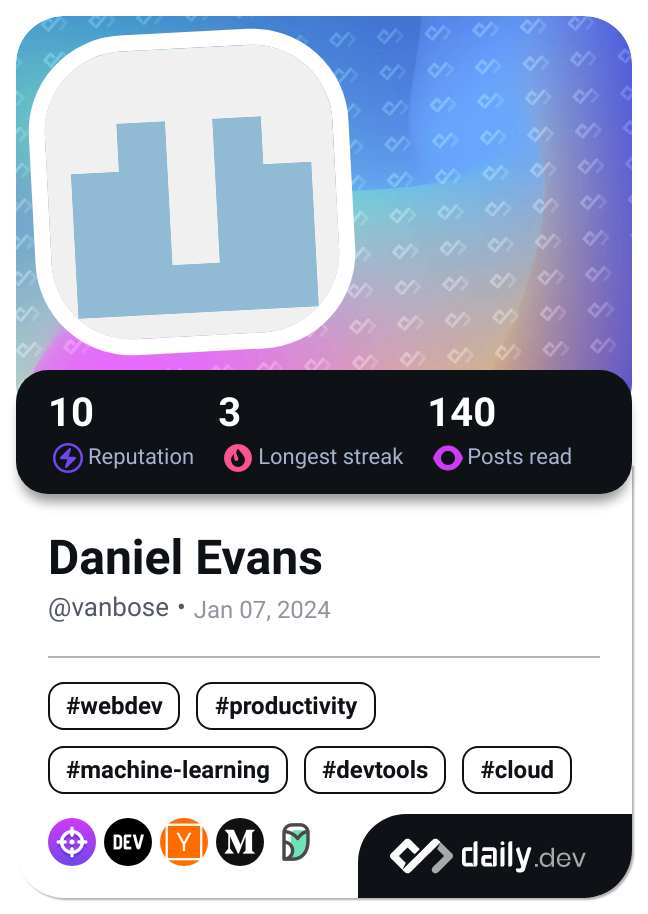 10 3 140
Reputation Longest streak Posts read
Daniel Evans
@vanbose • Jan 07, 2024
#webdev #productivity
#machine-learning #devtools #cloud
DEV Y M
daily.dev